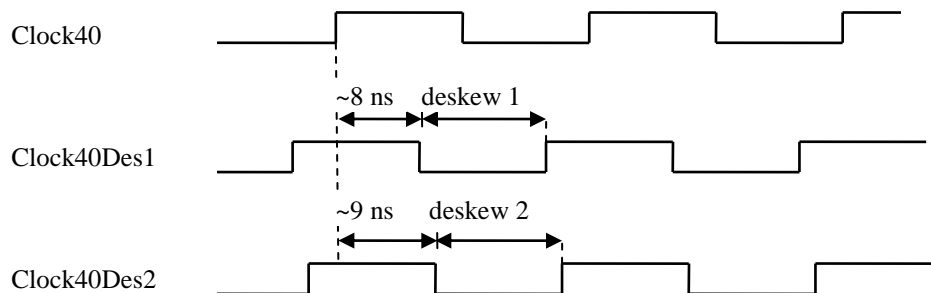 Clock40
~8 ns deskew 1
Clock40Des1
~9 ns deskew 2
Clock40Des2